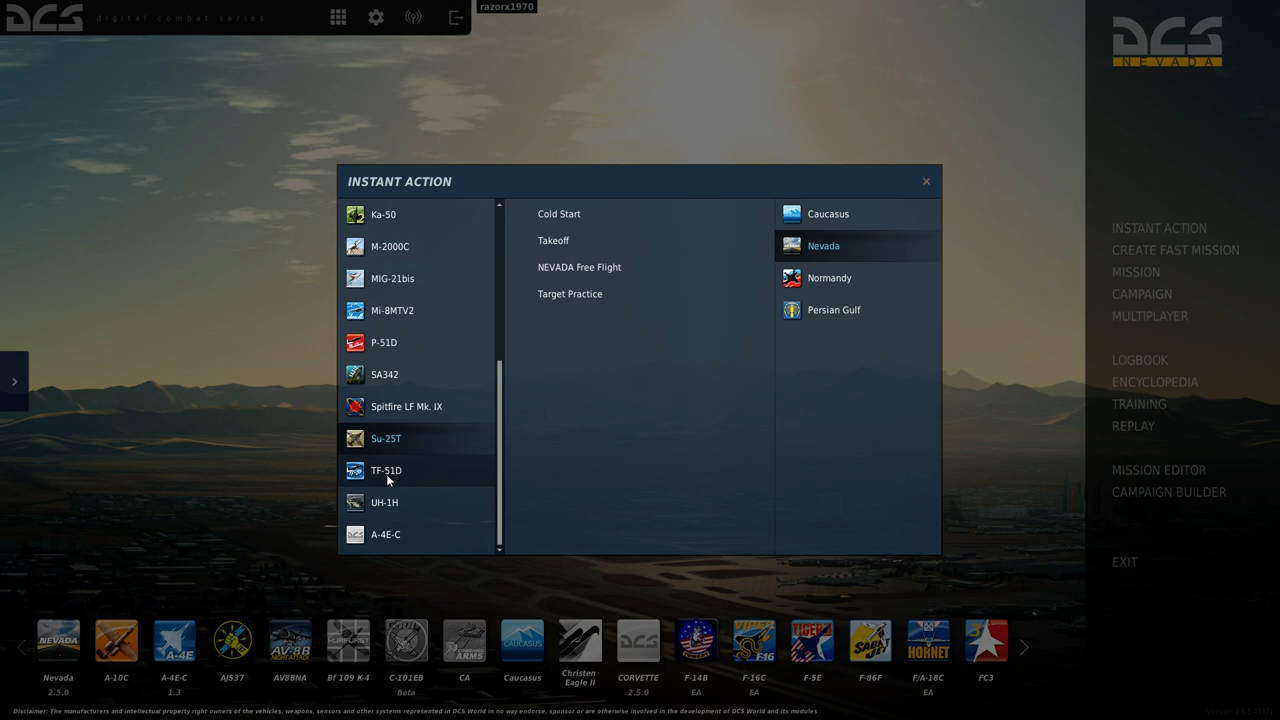 DCS digital combat series
razorx1970
DCS
NEVADA
INSTANT ACTION
Ka-50
M-2000C
MIG-21bis
Mi-8MTV2
P-51D
SA342
Spitfire LF Mk. IX
Su-25T
TF-51D
UH-1H
A-4E-C
Cold Start
Takeoff
NEVADA Free Flight
Target Practice
Caucasus
Nevada
Normandy
Persian Gulf
INSTANT ACTION
CREATE FAST MISSION
MISSION
CAMPAIGN
MULTIPLAYER
LOGBOOK
ENCYCLOPEDIA
TRAINING
REPLAY
MISSION EDITOR
CAMPAIGN BUILDER
EXIT
Nevada
2.5.0
A-10C
A-4E-C
1.3
AJS37
AV8BNA
Bf 109 K-4
C-101EB
Beta
CA
Caucasus
Christen
Eagle II
CORVETTE
2.5.0
F-14B
EA
F-16C
EA
F-5E
F-86F
F/A-18C
EA
FC3
Disclaimer: The manufacturers and intellectual property right owners of the vehicles, weapons, sensors and other systems represented in DCS World in no way endorse, sponsor or are otherwise involved in the development of DCS World and its modules